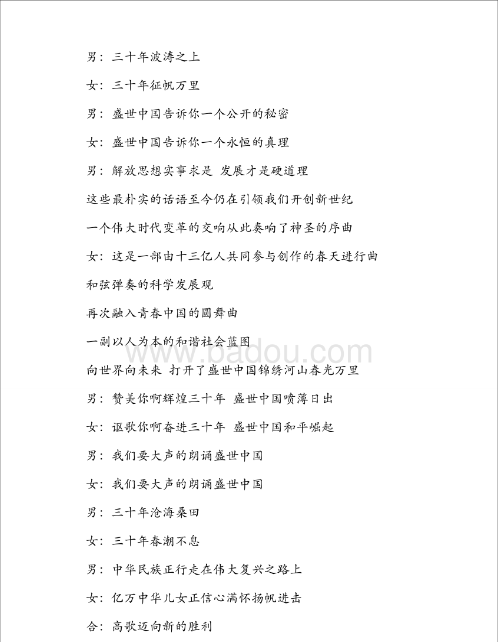 男：三十年波涛之上
女：三十年征帆万里
男：盛世中国告诉你一个公开的秘密
女：盛世中国告诉你一个永恒的真理
男：解放思想实事求是 发展才是硬道理
这些最朴实的话语至今仍在引领我们开创新世纪
一个伟大时代变革的交响从此奏响了神圣的序曲
女：这是一部由十三亿人共同参与创作的春天进行曲
和弦弹奏的科学发展观
再次融入青春中国的圆舞曲
一副以人为本的和谐社会蓝图
www.badou.com
向世界向未来 打开了盛世中国锦绣河山春光万里
男：赞美你啊辉煌三十年 盛世中国喷薄日出
女：讴歌你啊奋进三十年 盛世中国和平崛起
男：我们要大声的朗诵盛世中国
女：我们要大声的朗诵盛世中国
男：三十年沧海桑田
女：三十年春潮不息
男：中华民族正行走在伟大复兴之路上
女：亿万中华儿女正信心满怀扬帆进击
合：高歌迈向新的胜利